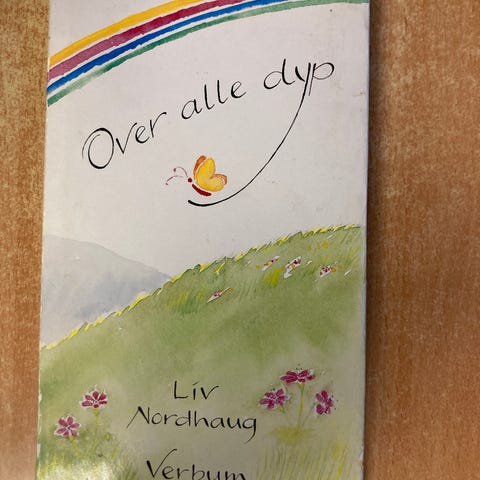 Over alle dyp
Liv
Nordhaug
Verbum